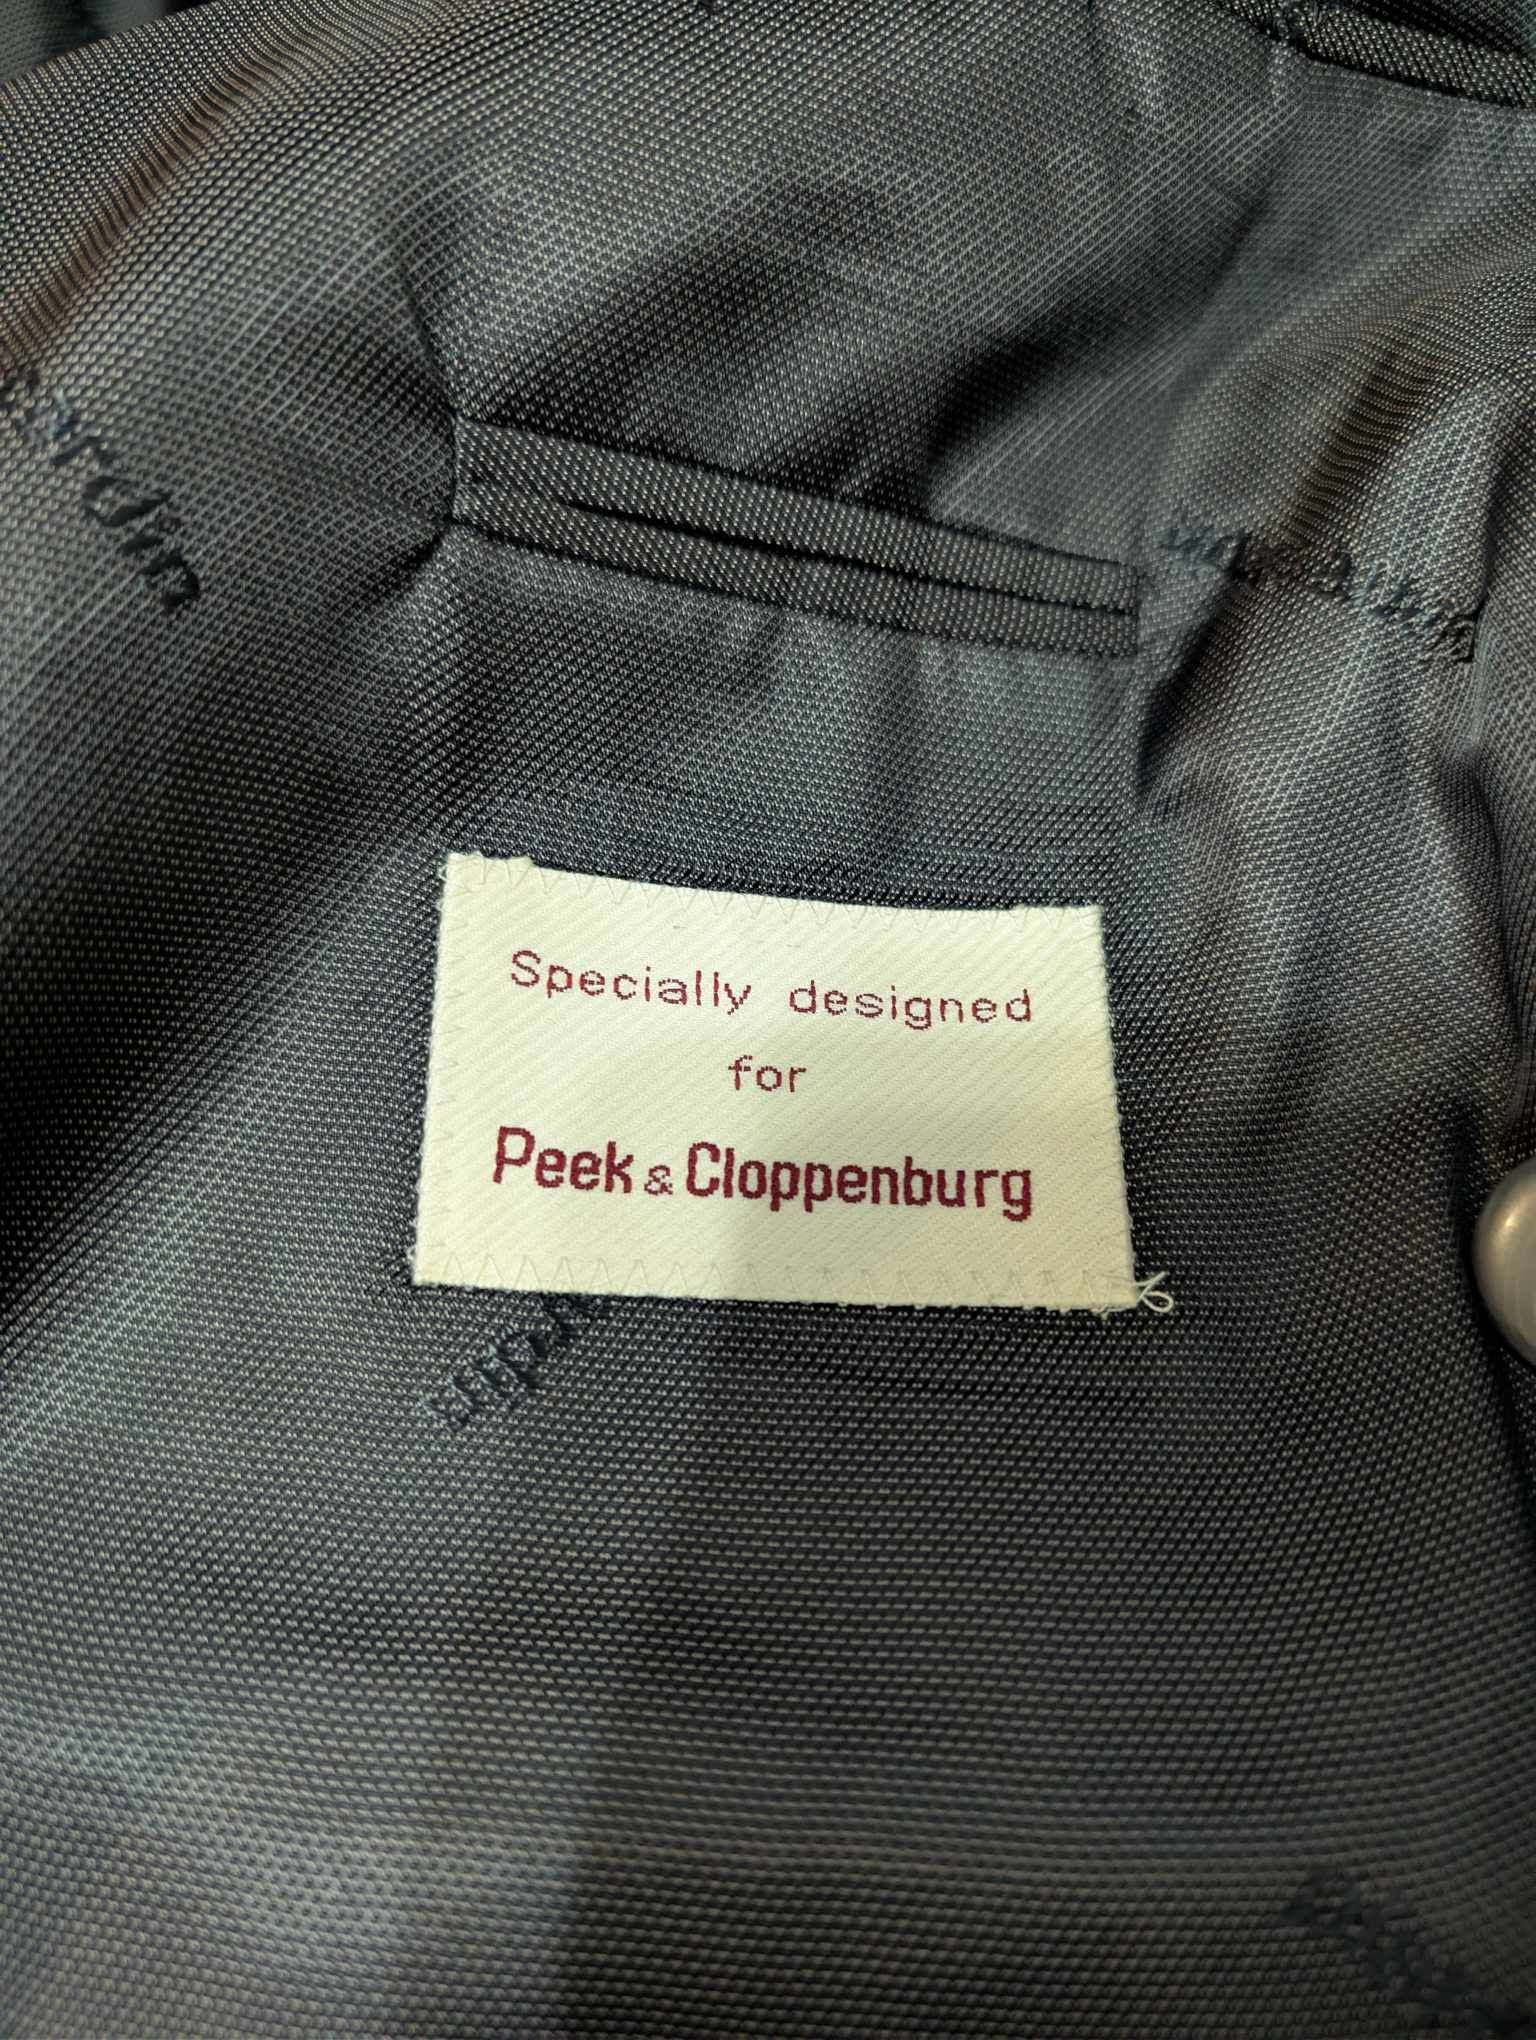 Specially designed
for
Peek & Cloppenburg